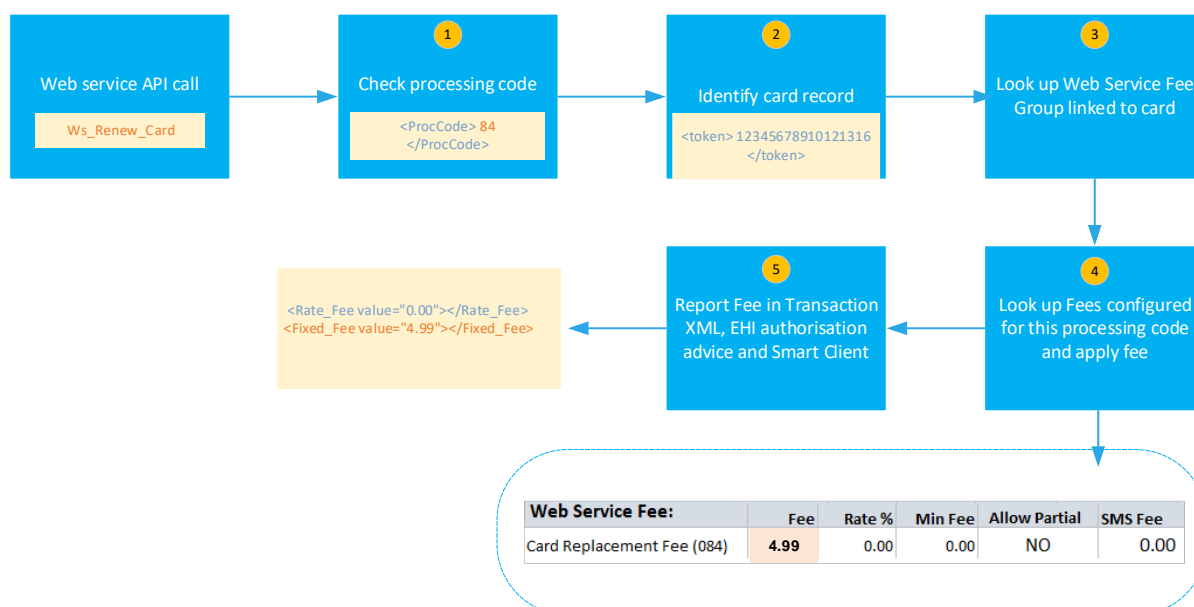 Web service API call
Ws_Renew_Card
1
Check processing code
<ProcCode> 84
</ProcCode>
2
Identify card record
<token> 12345678910121316
</token>
3
Look up Web Service Fee
Group linked to card
4
Look up Fees configured
for this processing code
and apply fee
5
Report Fee in Transaction
XML, EHI authorisation
advice and Smart Client
<Rate_Fee value="0.00"></Rate_Fee>
<Fixed_Fee value="4.99"></Fixed_Fee>
Web Service Fee: Fee Rate % Min Fee Allow Partial SMS Fee
Card Replacement Fee (084) 4.99 0.00 0.00 NO 0.00